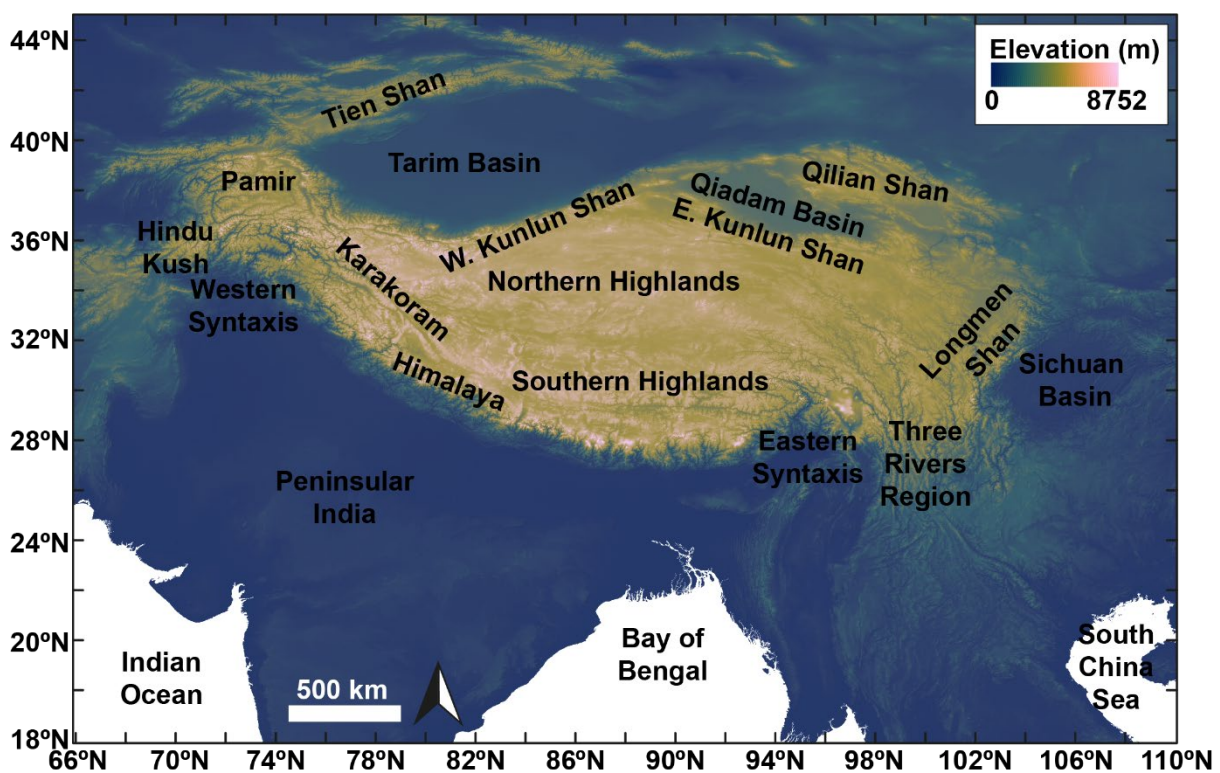 44ºN
40ºN
36ºN
32ºN
28ºN
24ºN
20ºN
18ºN
Elevation (m)
0 8752
Tien Shan
Tarim Basin
Pamir
Qilian Shan
Qiadam Basin
W. Kunlun Shan
E. Kunlun Shan
Hindu
Kush
Karakoram
Northern Highlands
Western
Syntaxis
Longmen
Shan
Himalaya
Southern Highlands
Sichuan
Basin
Eastern
Syntaxis
Three
Rivers
Region
Peninsular
India
Indian
Ocean
Bay of
Bengal
South
China
Sea
500 km
66ºN 70ºN 74ºN 78ºN 82ºN 86ºN 90ºN 94ºN 98ºN 102ºN 106ºN 110ºN